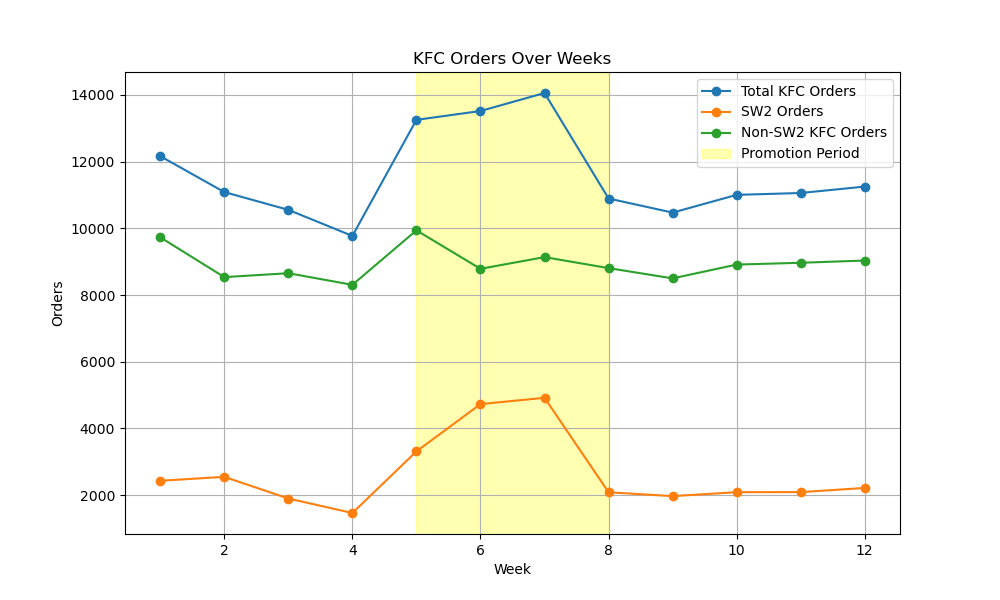 KFC Orders Over Weeks
Total KFC Orders
SW2 Orders
Non-SW2 KFC Orders
Promotion Period
Orders
14000
12000
10000
8000
6000
4000
2000
2 4 6 8 10 12
Week